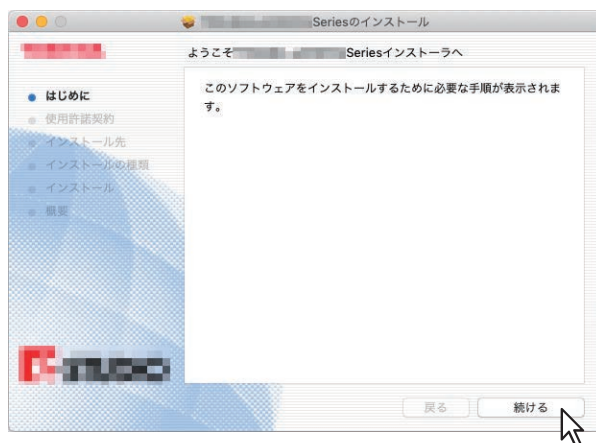 Seriesのインストール
ようこそ Seriesインストーラへ
はじめに
使用許諾契約
インストール先
インストールの種類
インストール
概要
このソフトウェアをインストールするために必要な手順が表示されま
す。
戻る
続ける